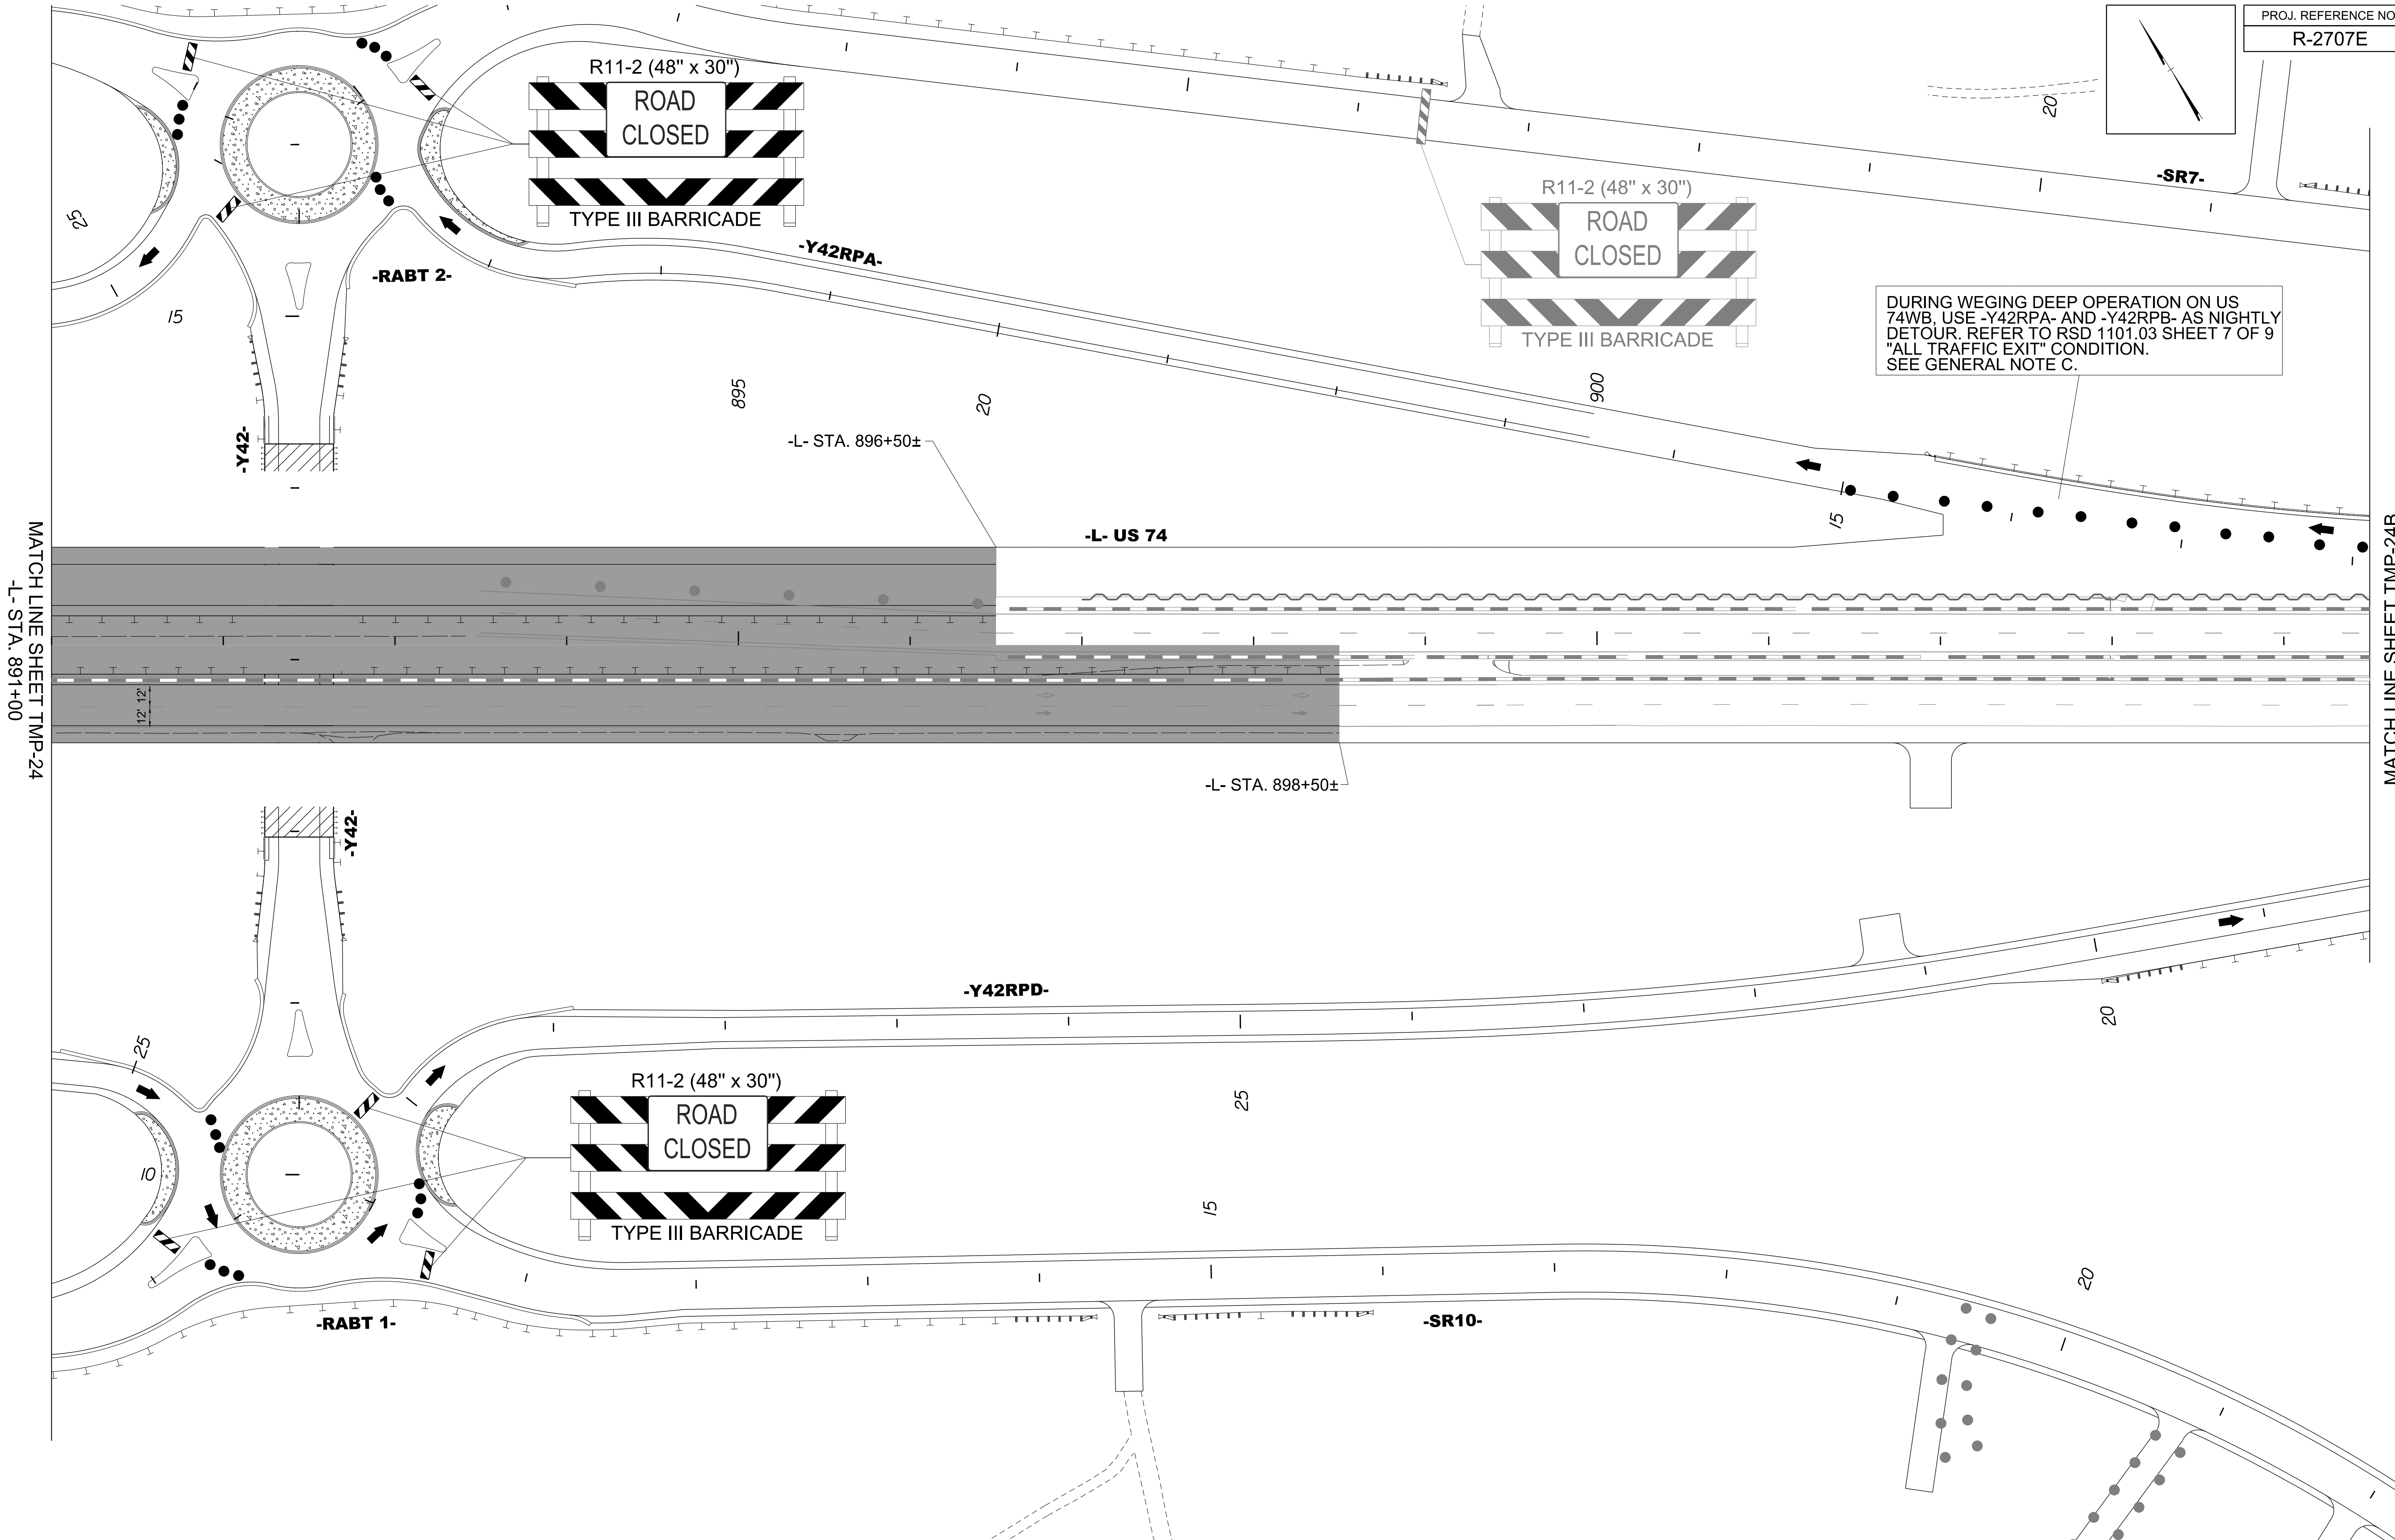 PROJ. REFERENCE NO
R-2707E
R11-2 (48" x 30")
ROAD
CLOSED
TYPE III BARRICADE
20
-SR7-
R11-2 (48" x 30")
ROAD
CLOSED
TYPE III BARRICADE
25
-Y42RPA-
-RABT 2-
15
DURING WEGING DEEP OPERATION ON US
74WB, USE -Y42RPA- AND -Y42RPB- AS NIGHTLY
DETOUR. REFER TO RSD 1101.03 SHEET 7 OF 9
"ALL TRAFFIC EXIT" CONDITION.
SEE GENERAL NOTE C.
895
20
900
-Y42-
-L- STA. 896+50±
15
-L- US 74
MATCH LINE SHEET TMP-24
-L- STA. 891+00
MATCH LINE SHEET TMP-24B
12' 12'
-L- STA. 898+50±
-Y42-
-Y42RPD-
20
25
R11-2 (48" x 30")
ROAD
CLOSED
TYPE III BARRICADE
25
10
15
20
-RABT 1-
-SR10-